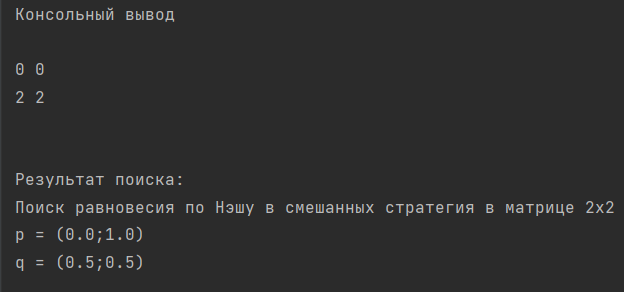 Консольный вывод
0 0
2 2
Результат поиска:
Поиск равновесия по Нэшу в смешанных стратегия в матрице 2x2
p = (0.0;1.0)
q = (0.5;0.5)